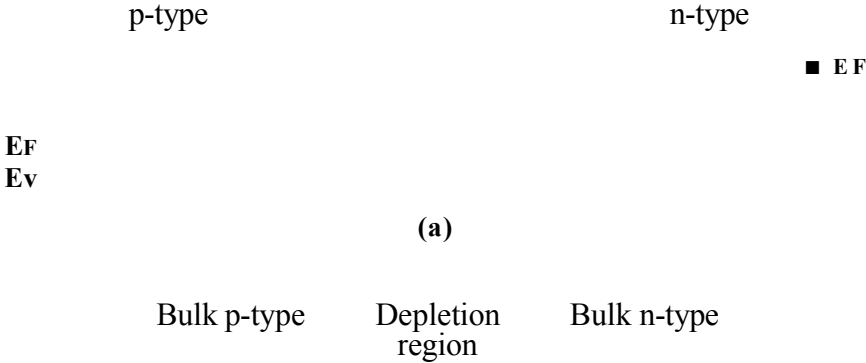 p-type n-type
■ E F
EF
Ev
(a)
Bulk p-type Depletion Bulk n-type
region